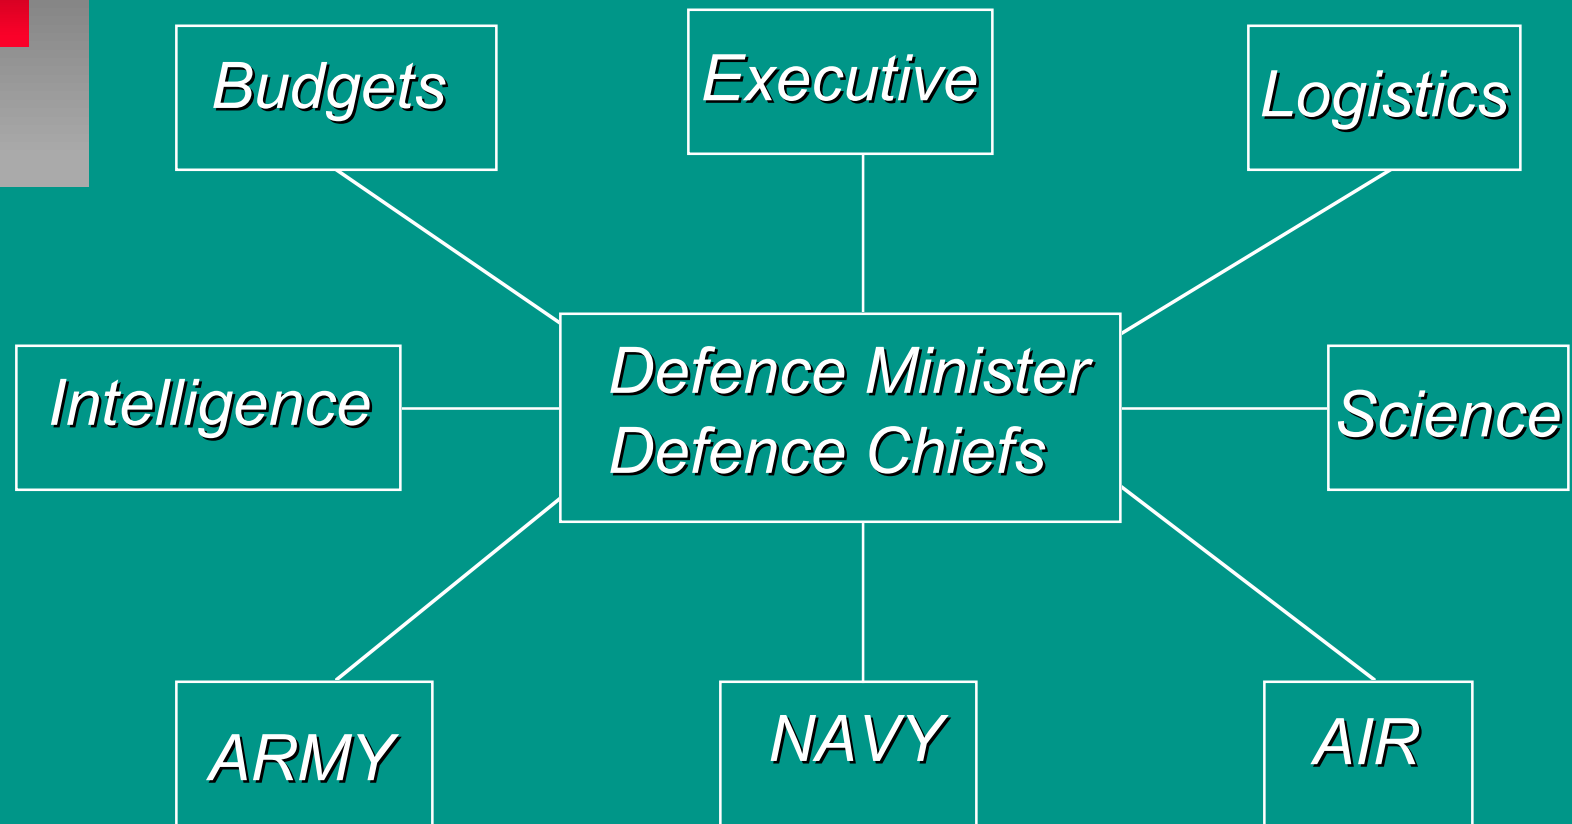 Budgets
Executive
Logistics
Intelligence
Defence Minister
Defence Chiefs
Science
ARMY
NAVY
AIR